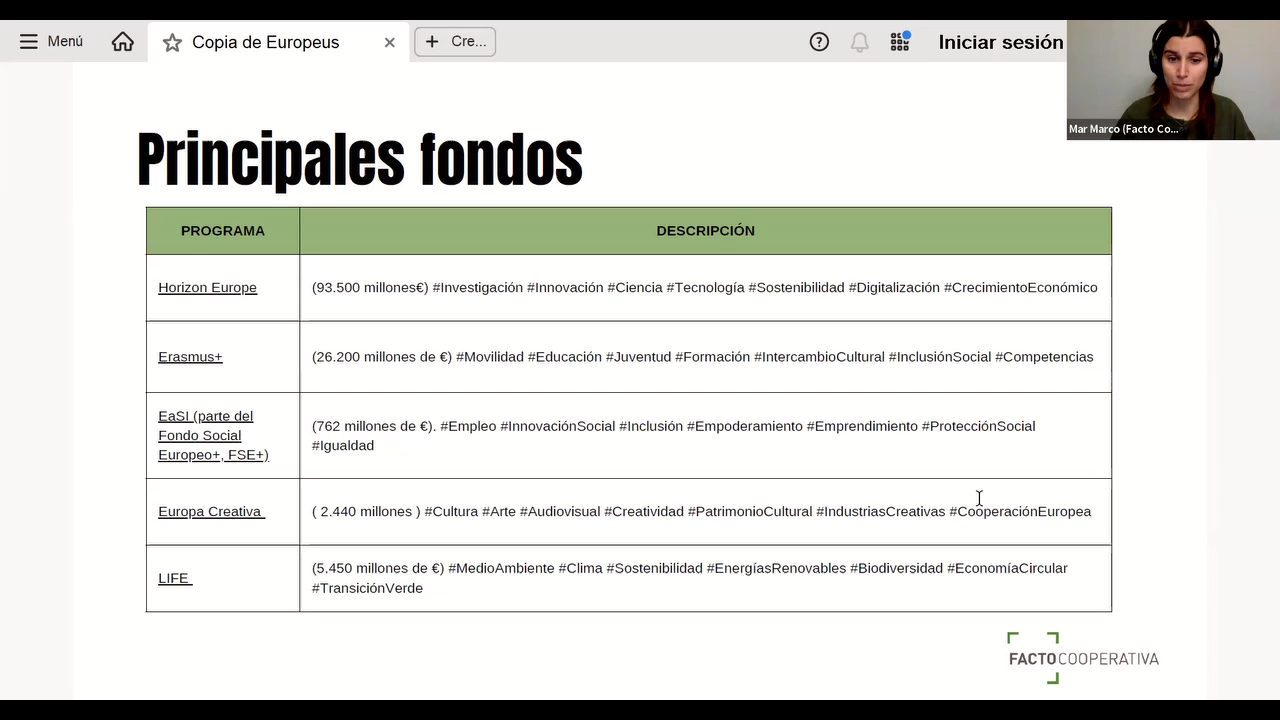 Menú
Copia de Europeus
Cre...
Iniciar sesión
Mar Marco (Facto Co...
Principales fondos
PROGRAMA
DESCRIPCIÓN
Horizon Europe
(93.500 millones€) #Investigación #Innovación #Ciencia #Tecnología #Sostenibilidad #Digitalización #CrecimientoEconómico
Erasmus+
(26.200 millones de €) #Movilidad #Educación #Juventud #Formación #IntercambioCultural #InclusiónSocial #Competencias
EaSI (parte del
Fondo Social
Europeo+, FSE+)
(762 millones de €). #Empleo #InnovaciónSocial #Inclusión #Empoderamiento #Emprendimiento #ProtecciónSocial
#Igualdad
Europa Creativa
( 2.440 millones ) #Cultura #Arte #Audiovisual #Creatividad #PatrimonioCultural #IndustriasCreativas #CooperaciónEuropea
LIFE
(5.450 millones de €) #MedioAmbiente #Clima #Sostenibilidad #EnergíasRenovables #Biodiversidad #EconomíaCircular
#TransiciónVerde
FACTOCOOPERATIVA